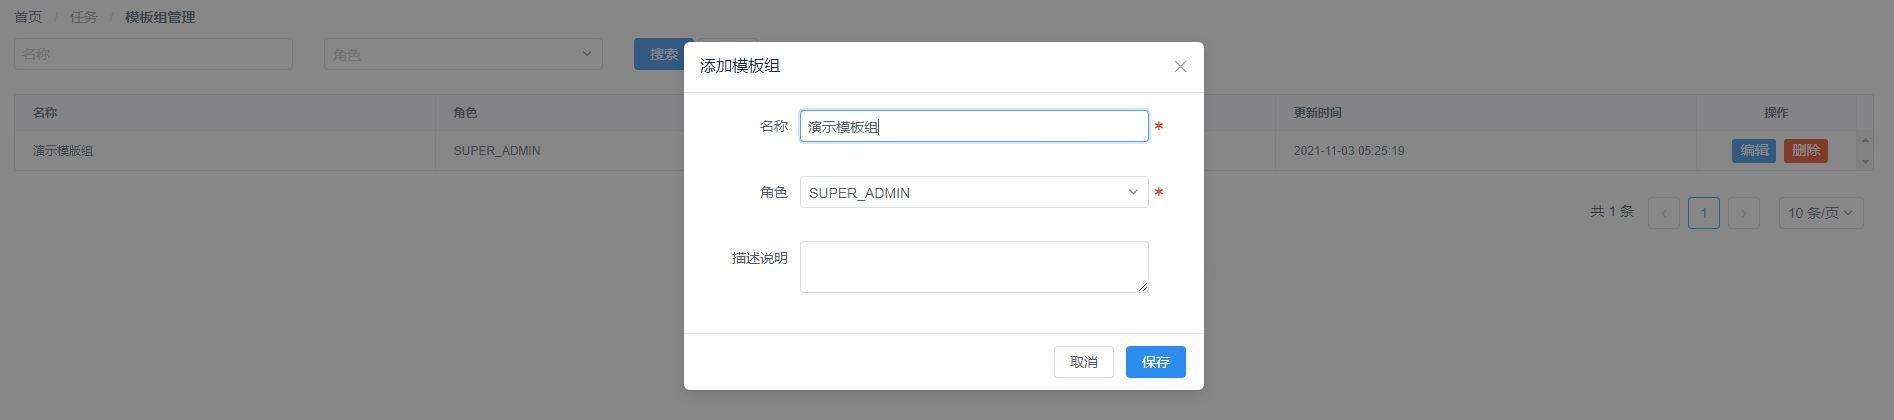 首页 / 任务 / 模板组管理
名称
角色
搜索
名称 角色 更新时间 操作
演示模版组 SUPER_ADMIN 2021-11-03 05:25:19 编辑 删除
共 1 条 1 10 条/页
添加模板组
名称 演示模板组 *
角色 SUPER_ADMIN *
描述说明
取消 保存